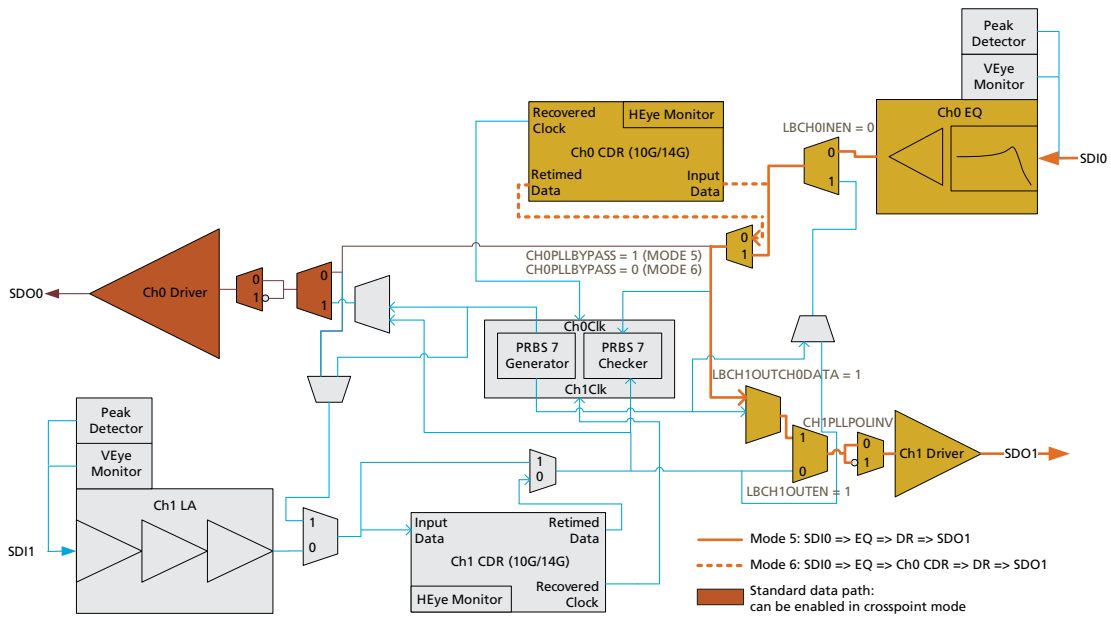 Peak
Detector
VEye
Monitor
Ch0 EQ
SDI0
LBCH0INEN = 0
0
1
Recovered
Clock
HEye Monitor
Ch0 CDR (10G/14G)
Retimed
Data
Input
Data
0
1
CH0PLLBYPASS = 1 (MODE 5)
CH0PLLBYPASS = 0 (MODE 6)
SDO0
Ch0 Driver
0
1
0
1
Ch0Clk
PRBS 7
Generator
PRBS 7
Checker
Ch1Clk
LBCH1OUTCH0DATA = 1
CH1PLLPOLINV
1
0
0
1
Ch1 Driver
SDO1
LBCH1OUTEN = 1
Peak
Detector
VEye
Monitor
Ch1 LA
SDI1
1
0
1
0
Input
Data
Retimed
Data
Ch1 CDR (10G/14G)
HEye Monitor
Recovered
Clock
Mode 5: SDI0 => EQ => DR => SDO1
Mode 6: SDI0 => EQ => Ch0 CDR => DR => SDO1
Standard data path:
can be enabled in crosspoint mode